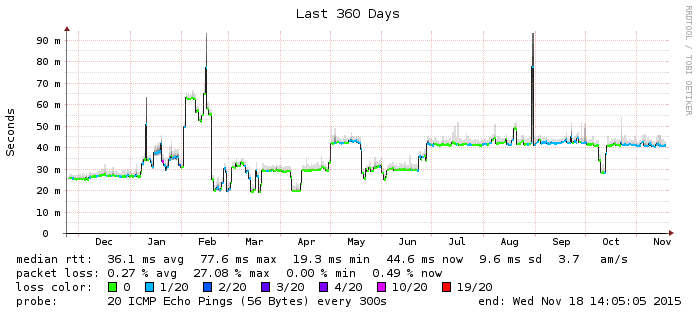 Last 360 Days
RRDTOOL / TOBI OETIKER
Seconds
90 m
80 m
70 m
60 m
50 m
40 m
30 m
20 m
10 m
0
Dec Jan Feb Mar Apr May Jun Jul Aug Sep Oct Nov
median rtt: 36.1 ms avg 77.6 ms max 19.3 ms min 44.6 ms now 9.6 ms sd 3.7 am/s
packet loss: 0.27 % avg 27.08 % max 0.00 % min 0.49 % now
loss color: 0 1/20 2/20 3/20 4/20 10/20 19/20
probe: 20 ICMP Echo Pings (56 Bytes) every 300s end: Wed Nov 18 14:05:05 2015